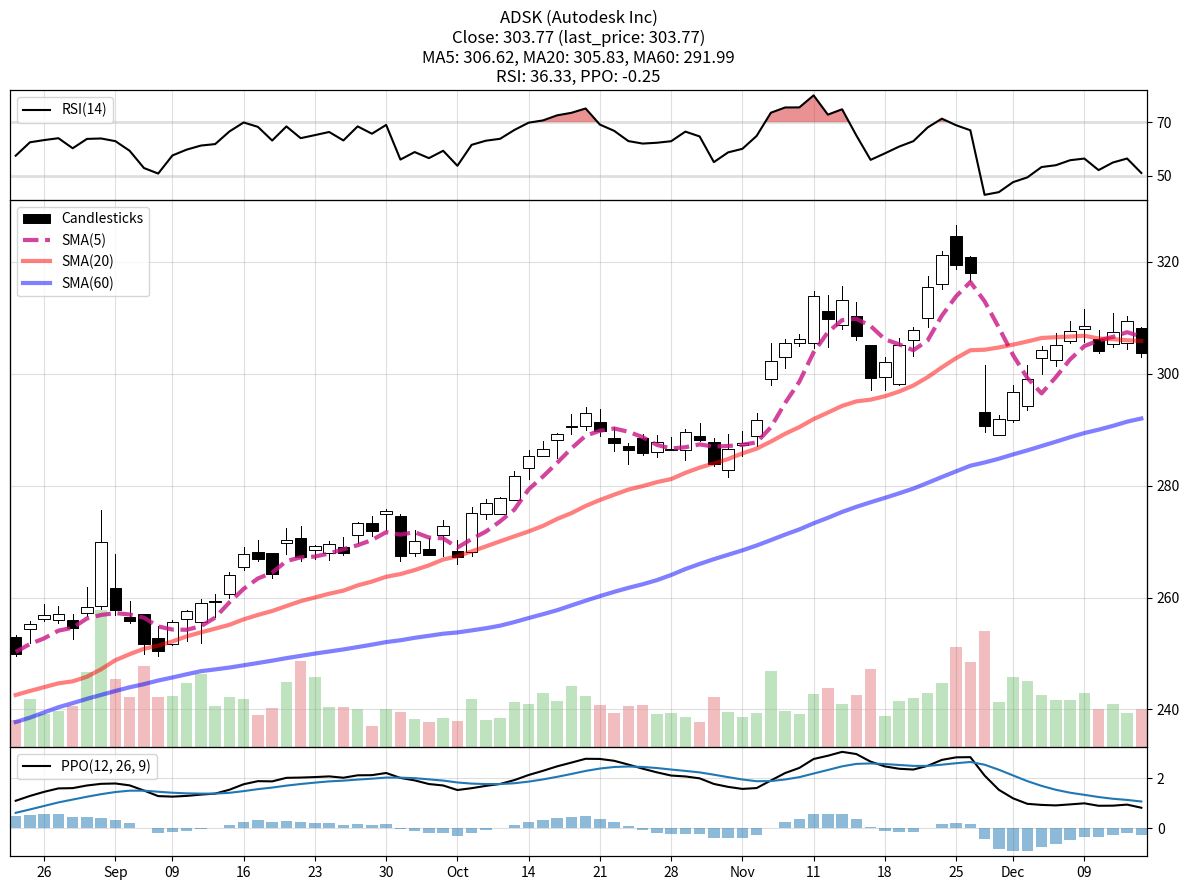 ADSK (Autodesk Inc)
Close: 303.77 (last_price: 303.77)
MA5: 306.62, MA20: 305.83, MA60: 291.99
RSI: 36.33, PPO: -0.25
RSI(14)
70
50
Candlesticks
SMA(5)
SMA(20)
SMA(60)
320
300
280
260
240
PPO(12, 26, 9)
2
0
26 Sep 09 16 23 30 Oct 14 21 28 Nov 11 18 25 Dec 09